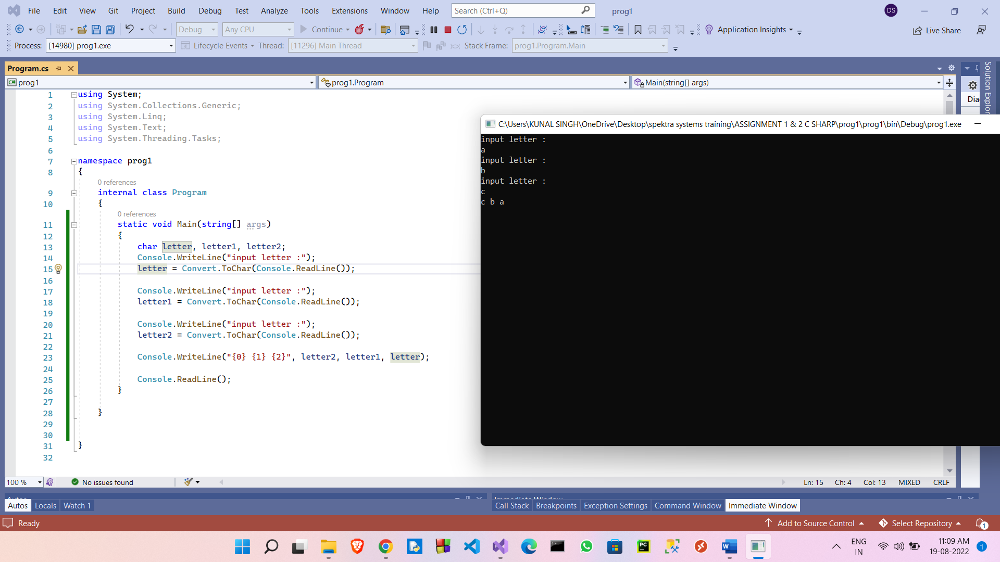 File Edit View Git Project Build Debug Test Analyze Tools Extensions Window Help Search (Ctrl+Q) prog1 DS
Debug Any CPU Continue Application Insights Live Share
Process: [14980] prog1.exe Lifecycle Events Thread: [11296] Main Thread Stack Frame: prog1.Program.Main
Program.cs
prog1 prog1.Program Main(string[] args)
Solution Explor
Dia
1 using System;
2 using System.Collections.Generic;
3 using System.Linq;
4 using System.Text;
5 using System.Threading.Tasks;
6
7 namespace prog1
8 {
0 references
9 internal class Program
10 {
0 references
11 static void Main(string[] args)
12 {
13 char letter, letter1, letter2;
14 Console.WriteLine("input letter :");
15 letter = Convert.ToChar(Console.ReadLine());
16
17 Console.WriteLine("input letter :");
18 letter1 = Convert.ToChar(Console.ReadLine());
19
20 Console.WriteLine("input letter :");
21 letter2 = Convert.ToChar(Console.ReadLine());
22
23 Console.WriteLine("{0} {1} {2}", letter2, letter1, letter);
24
25 Console.ReadLine();
26 }
27
28 }
29
30
31 }
32
C:\Users\KUNAL SINGH\OneDrive\Desktop\spektra systems training\ASSIGNMENT 1 & 2 C SHARP\prog1\prog1\bin\Debug\prog1.exe
input letter :
a
input letter :
b
input letter :
c
c b a
100 % No issues found Ln: 15 Ch: 4 Col: 13 MIXED CRLF
Autos Immediate Window
Autos Locals Watch 1 Call Stack Breakpoints Exception Settings Command Window Immediate Window
Ready Add to Source Control Select Repository 1
ENG
IN
11:09 AM
19-08-2022
1